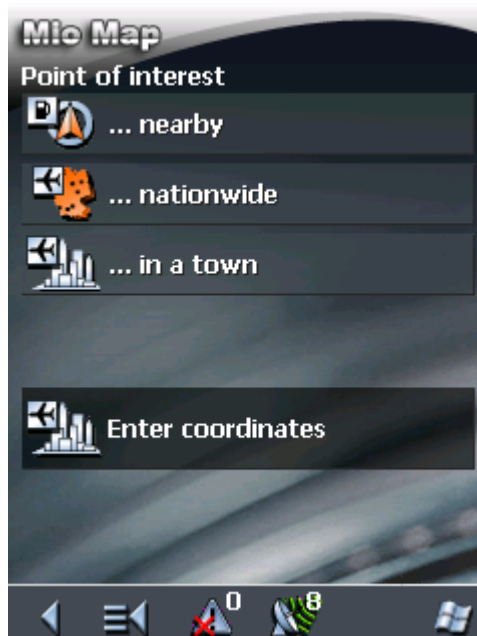 Mio Map
Point of interest
... nearby
... nationwide
... in a town
Enter coordinates
0
8